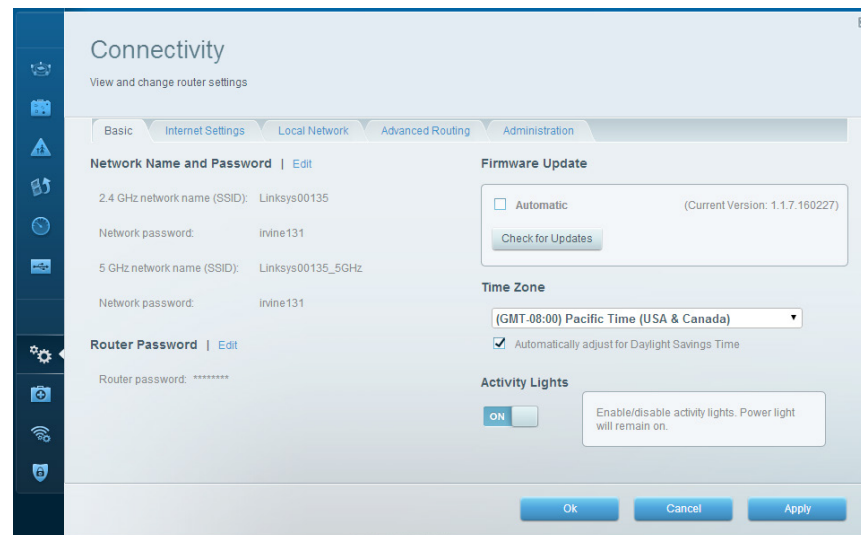 Connectivity
View and change router settings
Basic
Internet Settings
Local Network
Advanced Routing
Administration
Network Name and Password | Edit
2.4 GHz network name (SSID): Linksys00135
Network password: irvine131
5 GHz network name (SSID): Linksys00135_5GHz
Network password: irvine131
Router Password | Edit
Router password: ********
Firmware Update
Automatic (Current Version: 1.1.7.160227)
Check for Updates
Time Zone
(GMT-08:00) Pacific Time (USA & Canada)
Automatically adjust for Daylight Savings Time
Activity Lights
ON
Enable/disable activity lights. Power light
will remain on.
Ok
Cancel
Apply